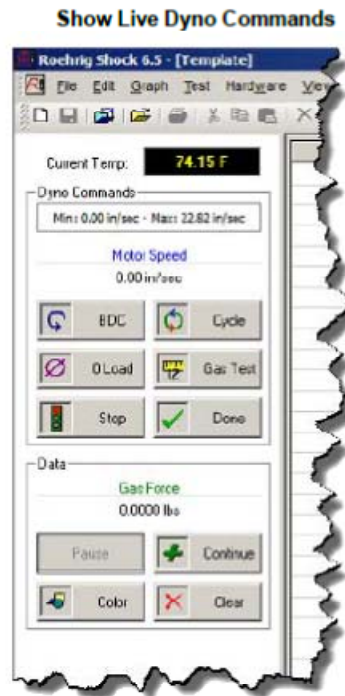 Show Live Dyno Commands
Roehrig Shock 6.5 - [Template]
File Edit Graph Test Hardware View
Current Temp: 74.15 F
Dyno Commands
Min: 0.00 in/sec - Max: 22.62 in/sec
Motor Speed
0.00 in/sec
BDC Cycle
0 Load Gas Test
Stop Done
Data
Gas Force
0.0000 lbs
Pause Continue
Color Clear